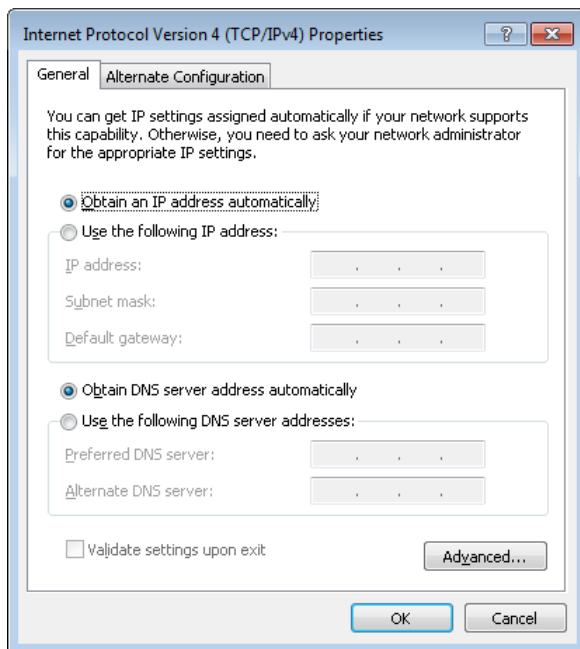 Internet Protocol Version 4 (TCP/IPv4) Properties
?
General
Alternate Configuration
You can get IP settings assigned automatically if your network supports
this capability. Otherwise, you need to ask your network administrator
for the appropriate IP settings.
Obtain an IP address automatically
Use the following IP address:
IP address:
Subnet mask:
Default gateway:
Obtain DNS server address automatically
Use the following DNS server addresses:
Preferred DNS server:
Alternate DNS server:
Validate settings upon exit
Advanced...
OK
Cancel